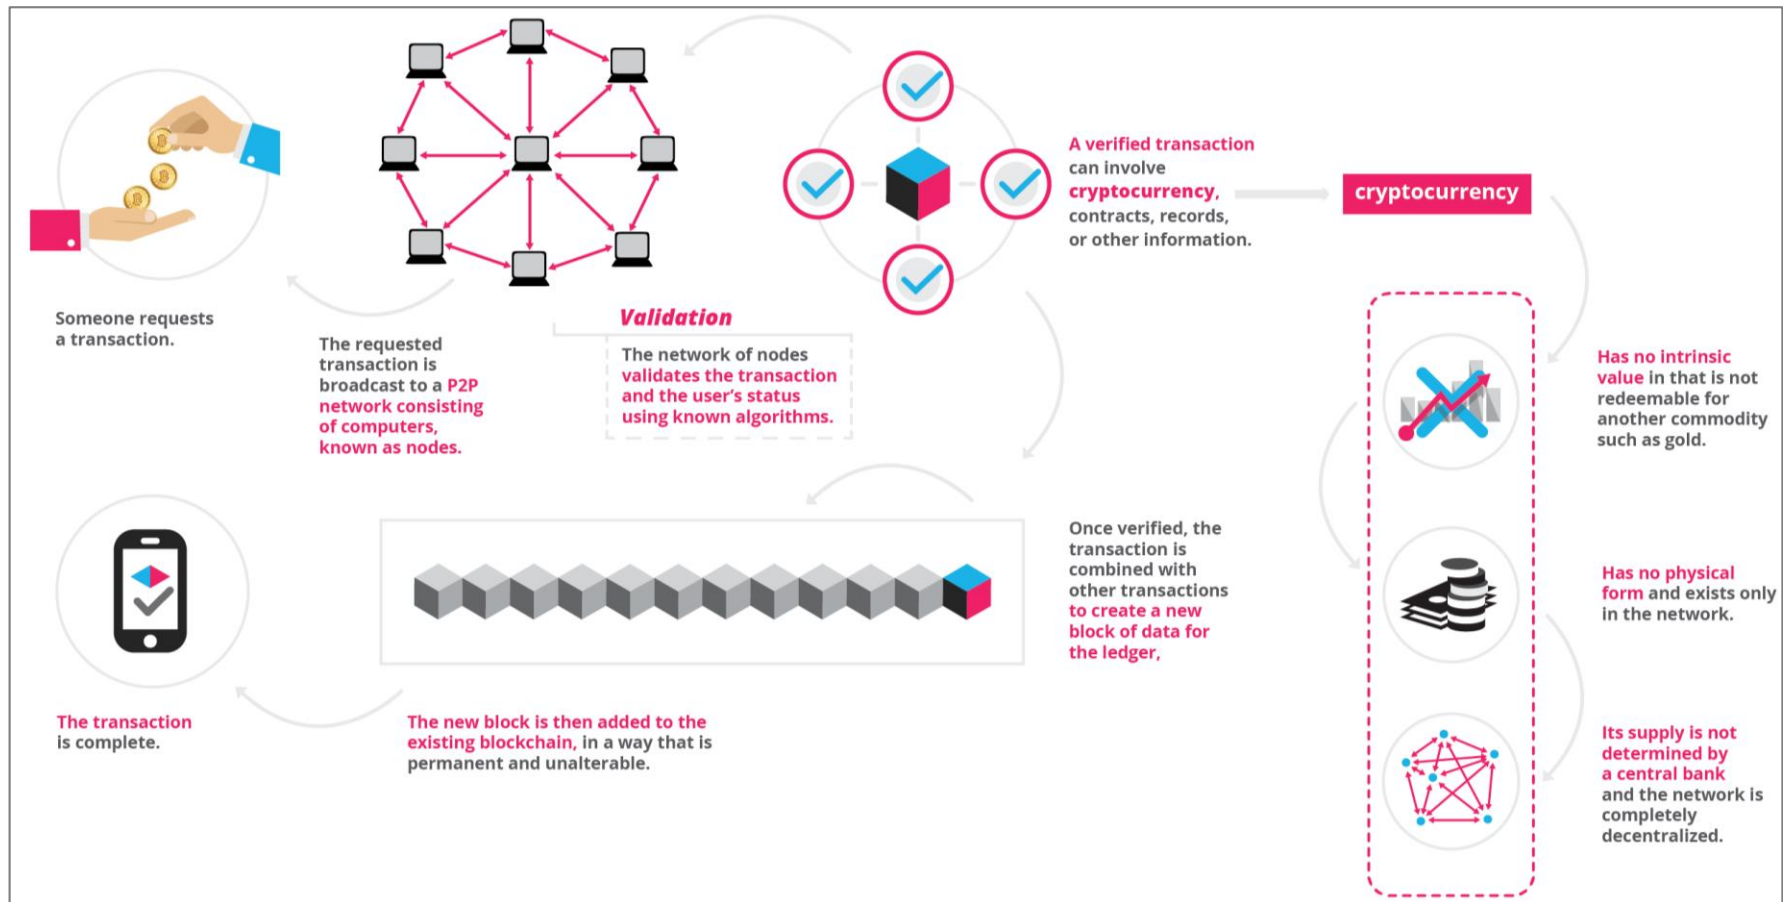 Someone requests
a transaction.
The requested
transaction is
broadcast to a P2P
network consisting
of computers,
known as nodes.
Validation
The network of nodes
validates the transaction
and the user's status
using known algorithms.
A verified transaction
can involve
cryptocurrency,
contracts, records,
or other information.
cryptocurrency
Has no intrinsic
value in that is not
redeemable for
another commodity
such as gold.
Has no physical
form and exists only
in the network.
Its supply is not
determined by
a central bank
and the network is
completely
decentralized.
Once verified, the
transaction is
combined with
other transactions
to create a new
block of data for
the ledger,
The new block is then added to the
existing blockchain, in a way that is
permanent and unalterable.
The transaction
is complete.